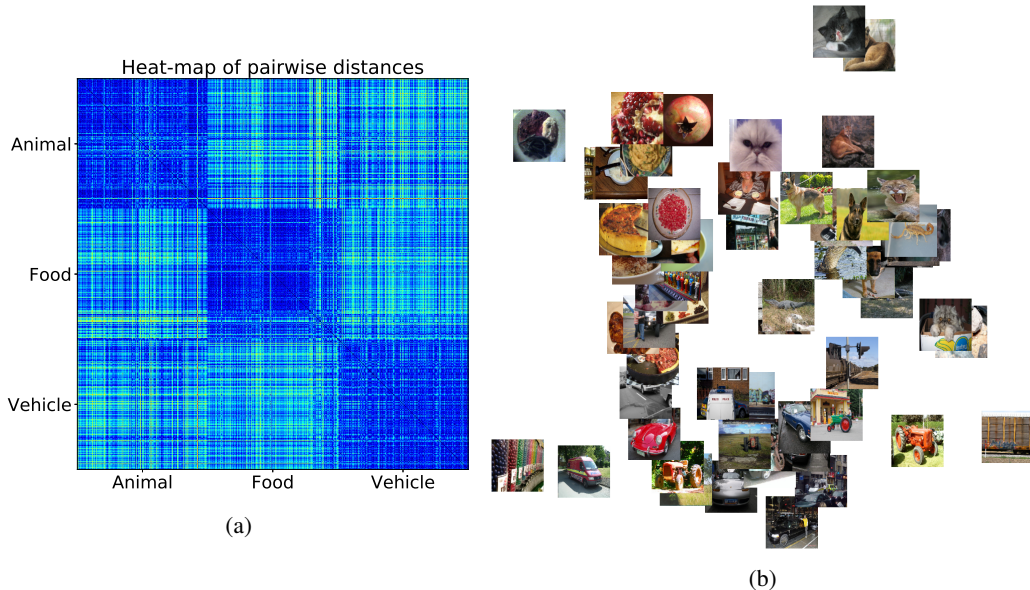 Heat-map of pairwise distances
Animal
Food
Vehicle
Animal Food Vehicle
(a)
(b)